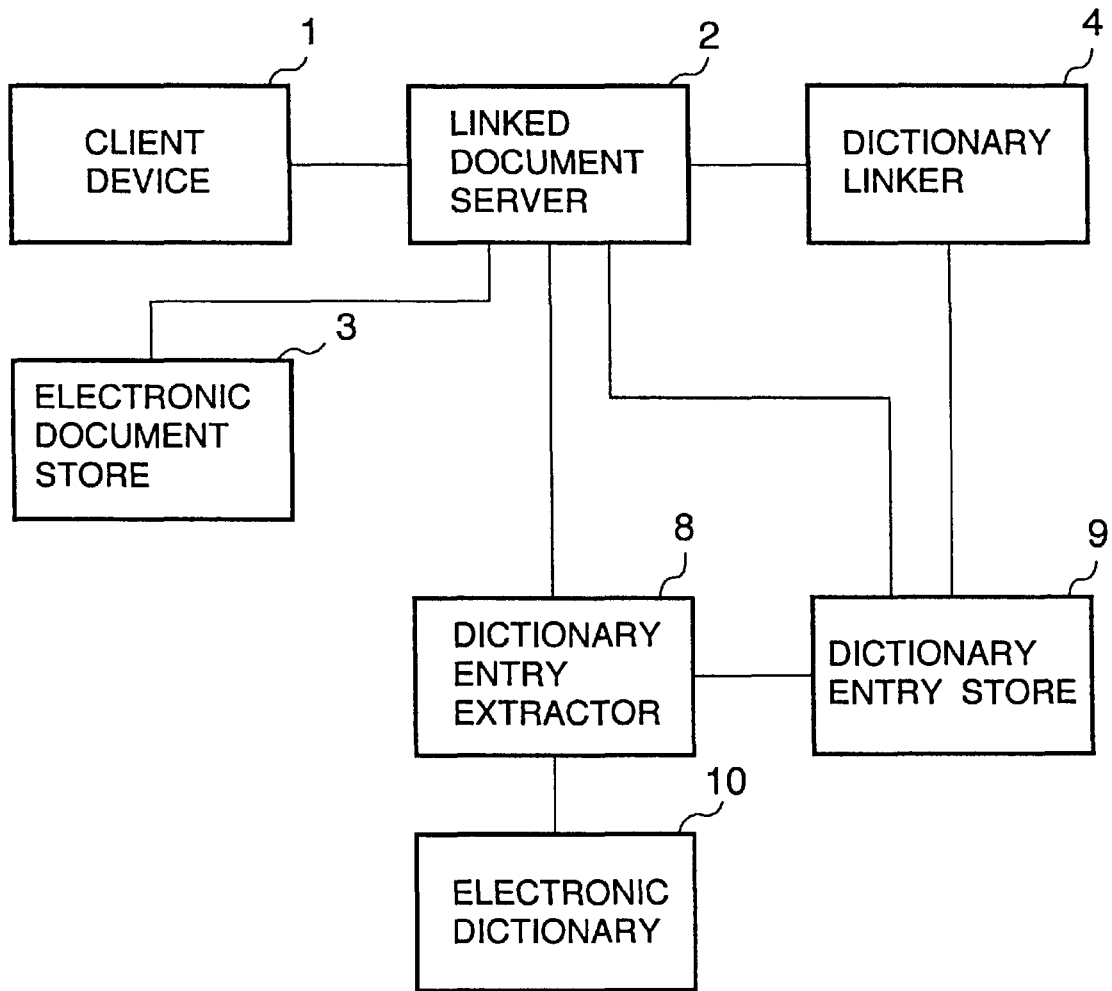 1
2
4
CLIENT
DEVICE
LINKED
DOCUMENT
SERVER
DICTIONARY
LINKER
3
ELECTRONIC
DOCUMENT
STORE
8
9
DICTIONARY
ENTRY
EXTRACTOR
DICTIONARY
ENTRY STORE
10
ELECTRONIC
DICTIONARY